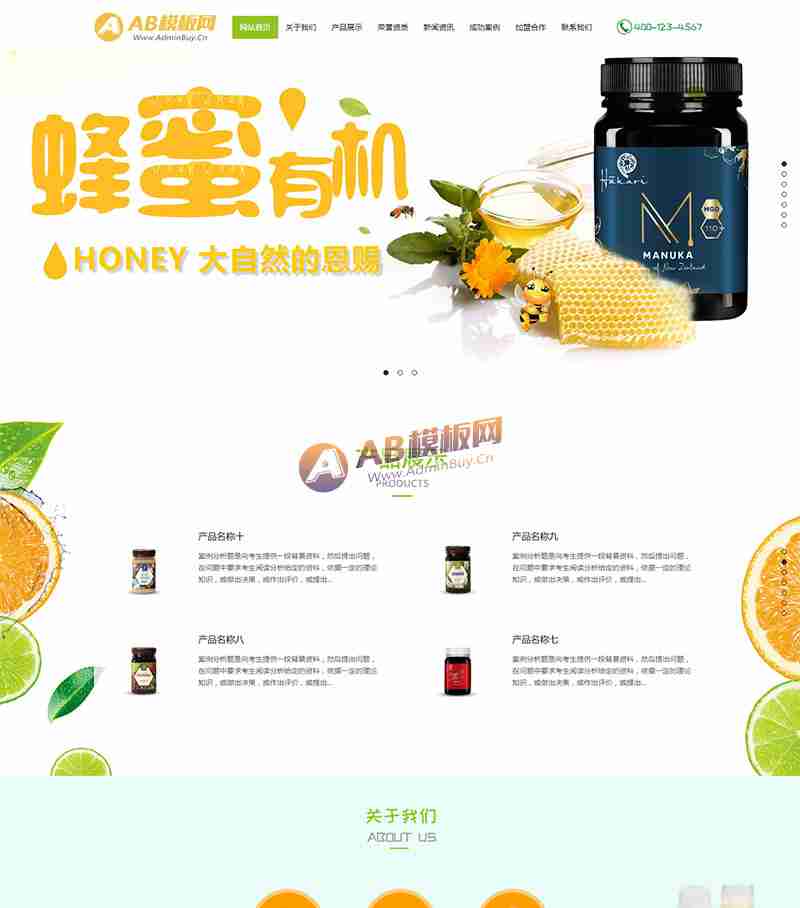 AB模板网
Www.AdminBuy.Cn
网站首页 关于我们 产品展示 荣誉资质 新闻资讯 成功案例 加盟合作 联系我们
400-123-4567
蜂蜜有机
HONEY 大自然的恩赐
Hakari
M
MGO
110+
MANUKA
of New Zealand
AB模板网
Www.AdminBuy.Cn
产品展示
PRODUCTS
产品名称十
案例分析题是向考生提供一段背景资料，然后提出问题，
在问题中要求考生阅读分析给定的资料，依据一定的理论
知识，或做出决策，或作出评价，或提出...
产品名称九
案例分析题是向考生提供一段背景资料，然后提出问题，
在问题中要求考生阅读分析给定的资料，依据一定的理论
知识，或做出决策，或作出评价，或提出...
产品名称八
案例分析题是向考生提供一段背景资料，然后提出问题，
在问题中要求考生阅读分析给定的资料，依据一定的理论
知识，或做出决策，或作出评价，或提出...
产品名称七
案例分析题是向考生提供一段背景资料，然后提出问题，
在问题中要求考生阅读分析给定的资料，依据一定的理论
知识，或做出决策，或作出评价，或提出...
关于我们
ABOUT US